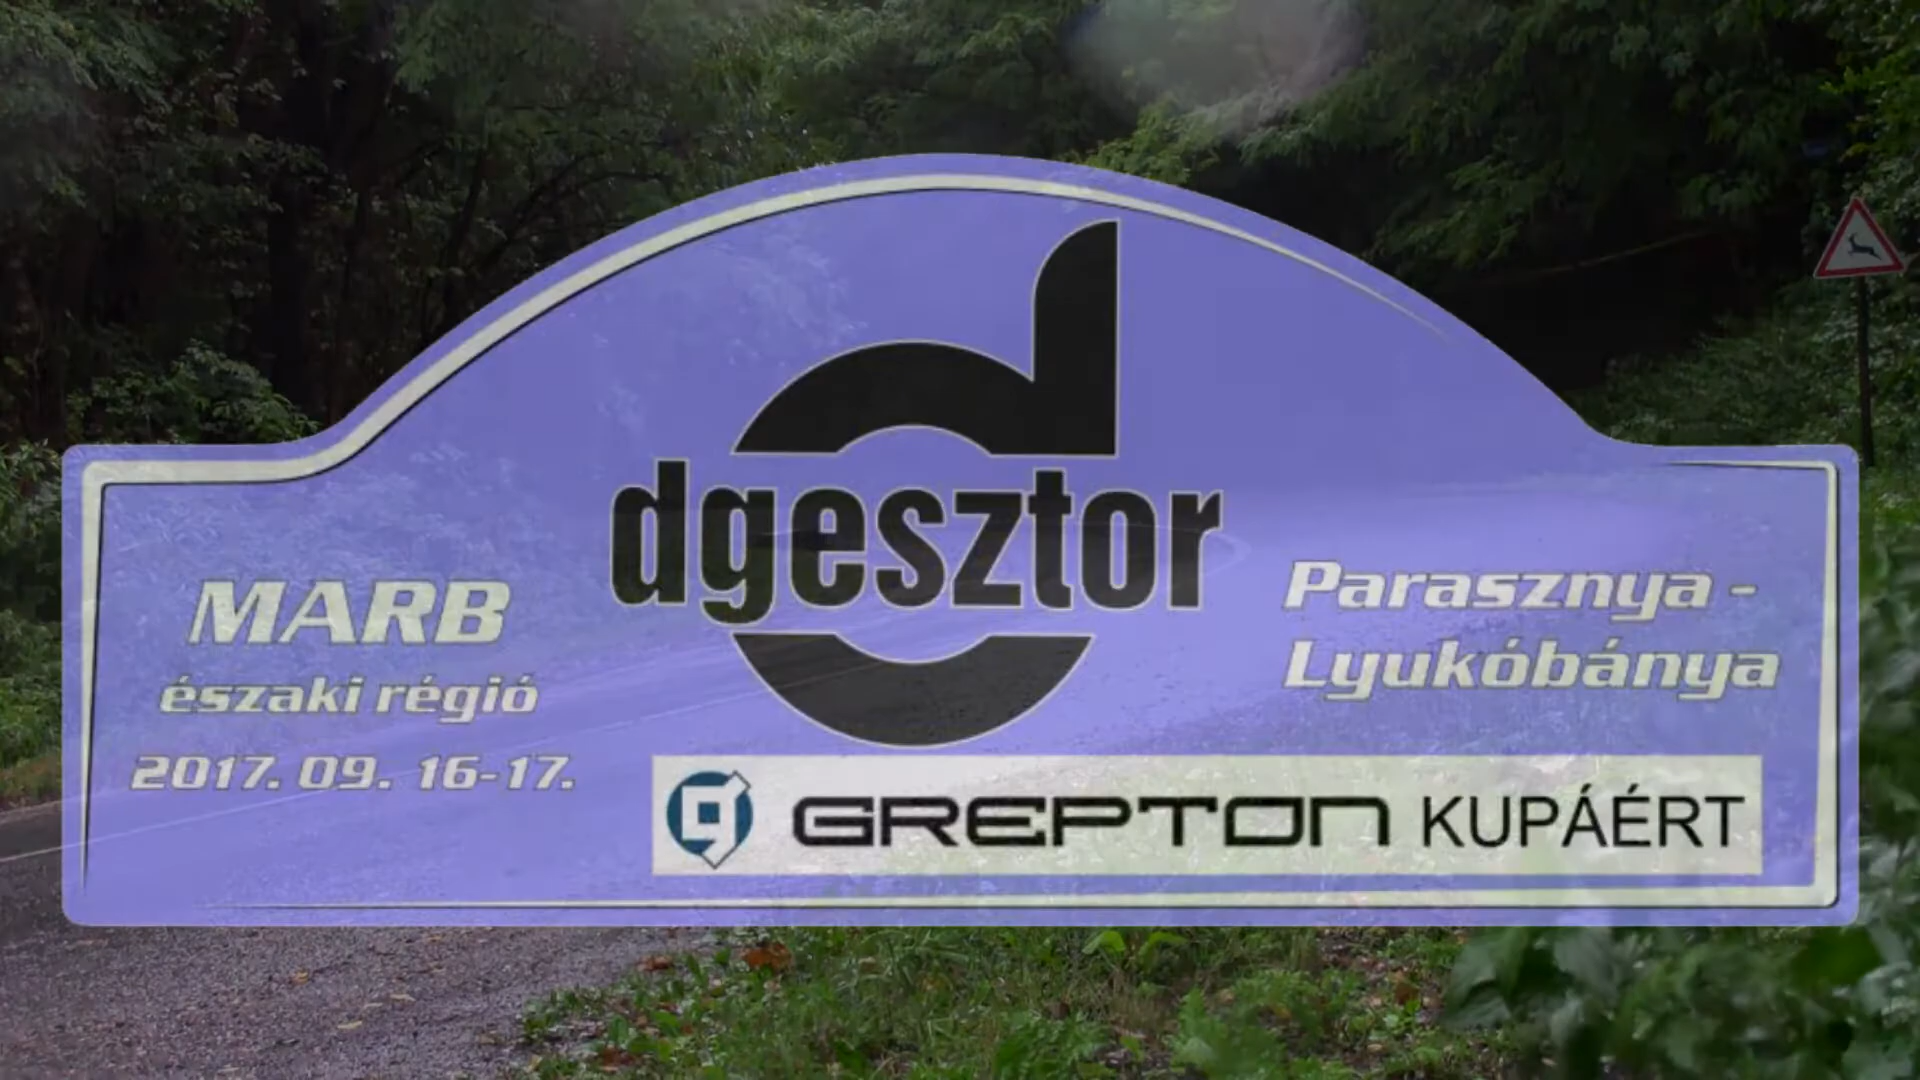 dgesztor
MARB
északi régió
2017. 09. 16-17.
Parasznya -
Lyukóbánya
GREPTON KUPÁÉRT